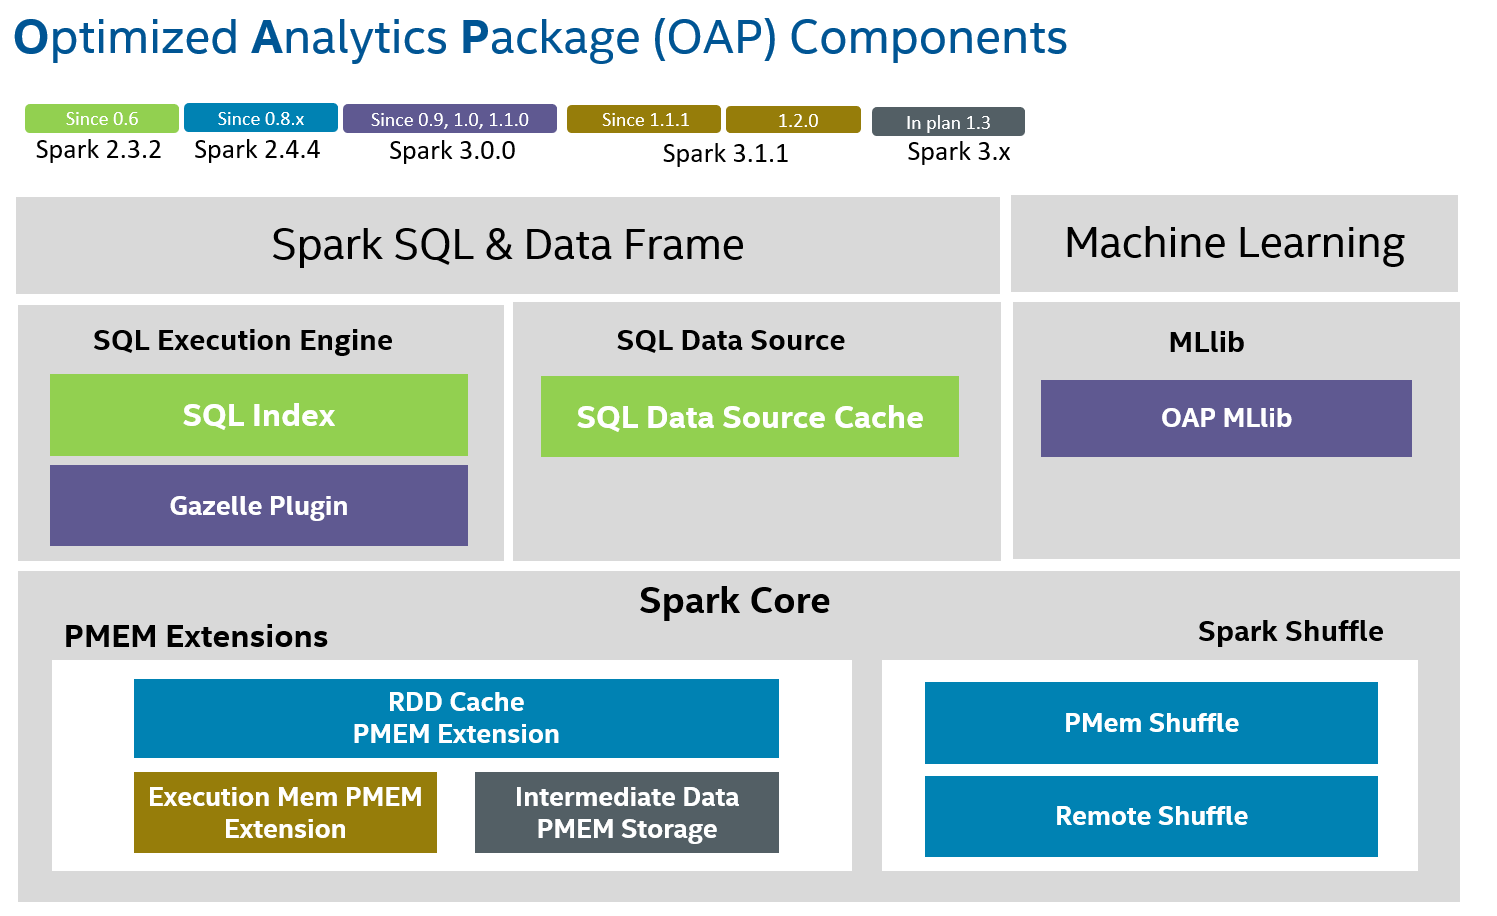 Optimized Analytics Package (OAP) Components
Since 0.6
Since 0.8.x
Since 0.9, 1.0, 1.1.0
Since 1.1.1
1.2.0
In plan 1.3
Spark 2.3.2
Spark 2.4.4
Spark 3.0.0
Spark 3.1.1
Spark 3.x
Spark SQL & Data Frame
Machine Learning
SQL Execution Engine
SQL Index
Gazelle Plugin
SQL Data Source
SQL Data Source Cache
MLlib
OAP MLlib
Spark Core
PMEM Extensions
RDD Cache
PMEM Extension
Execution Mem PMEM
Extension
Intermediate Data
PMEM Storage
Spark Shuffle
PMem Shuffle
Remote Shuffle